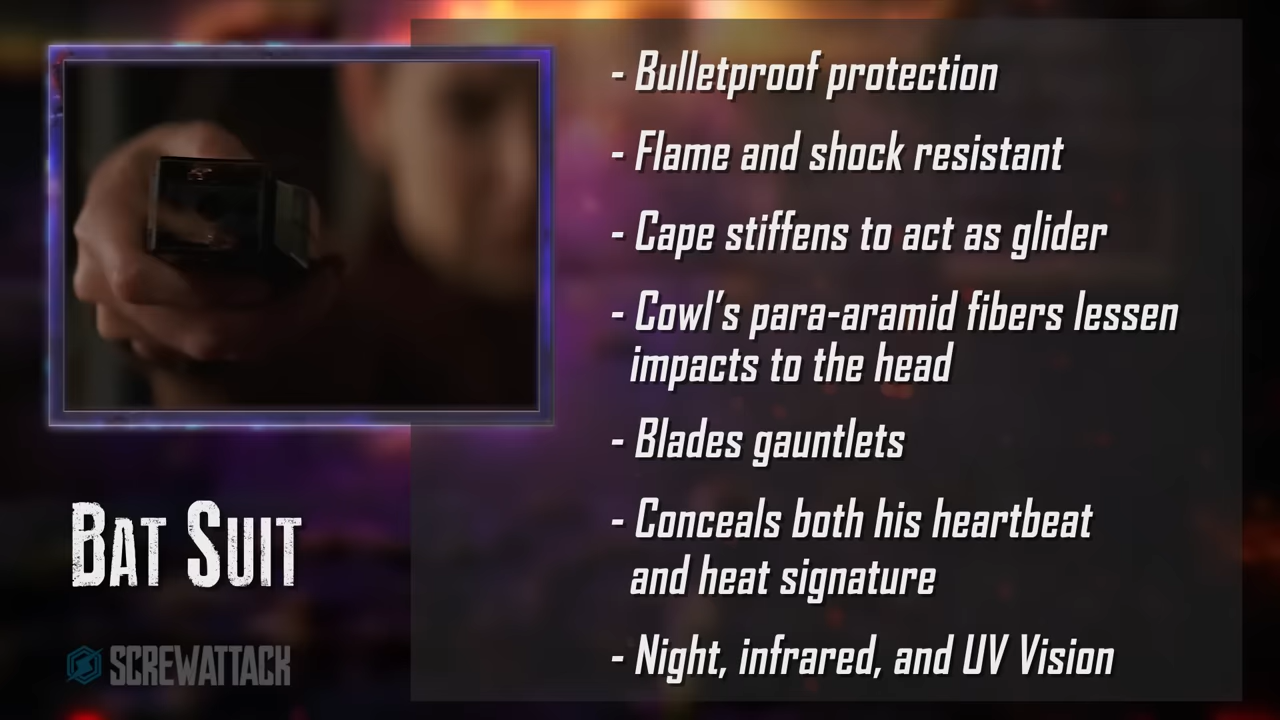 - Bulletproof protection
- Flame and shock resistant
- Cape stiffens to act as glider
- Cowl's para-aramid fibers lessen
impacts to the head
- Blades gauntlets
- Conceals both his heartbeat
and heat signature
- Night, infrared, and UV Vision
Bat Suit
SCREWATTACK